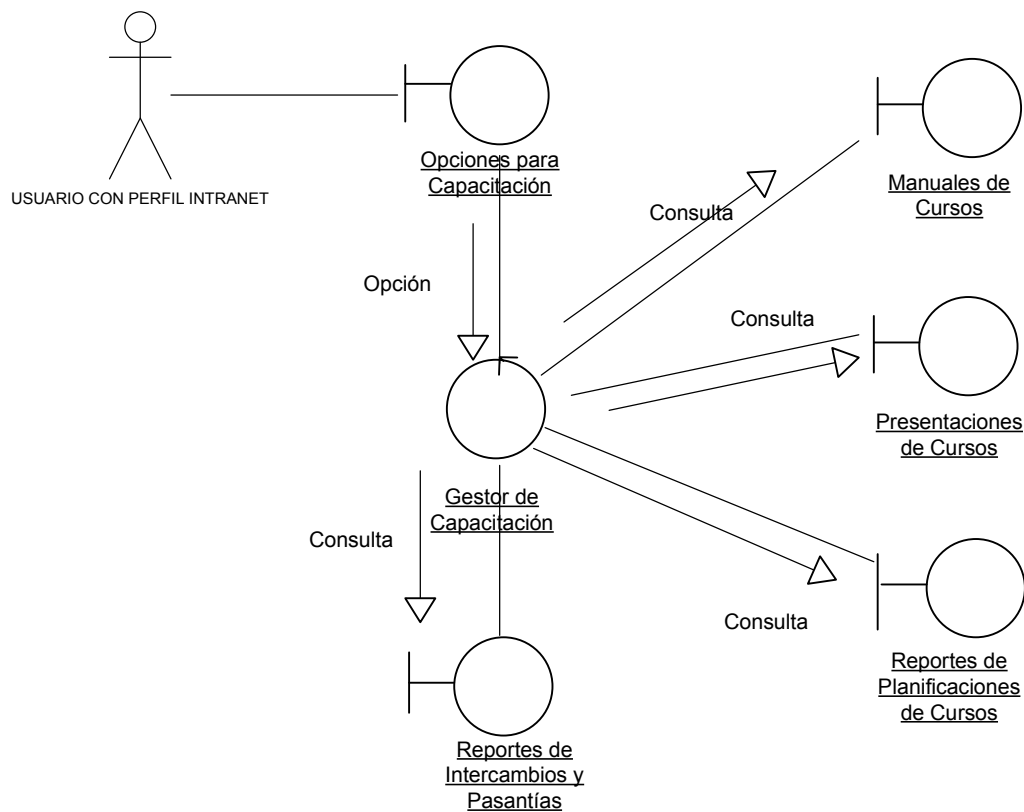 USUARIO CON PERFIL INTRANET
Opciones para
Capacitación
Opción
Consulta
Manuales de
Cursos
Consulta
Presentaciones
de Cursos
Gestor de
Capacitación
Consulta
Consulta
Reportes de
Planificaciones
de Cursos
Reportes de
Intercambios y
Pasantías